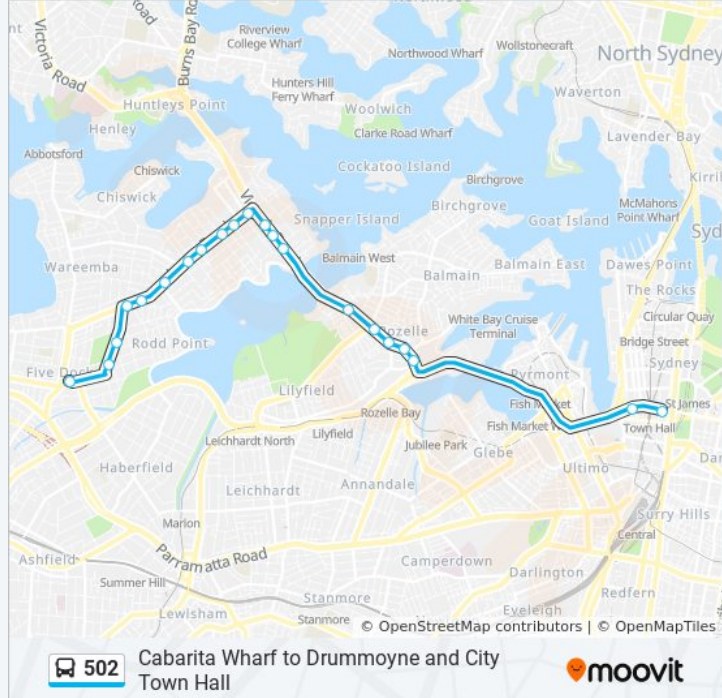 Riverview
College Wharf
Wollstonecraft
Northwood Wharf
North Sydney
Victoria Road
Burns Bay Ro
Hunters Hill
Ferry Wharf
Waverton
Huntleys Point
Woolwich
Henley
Clarke Road Wharf
Lavender Bay
Abbotsford
Chiswick
Cockatoo Island
Kirril
Chiswick
Birchgrove
McMahons
Point Wharf
Birchgrove
Snapper Island
Goat Island
Syd
Wareemba
Balmain West
Balmain East
Dawes Point
Balmain
The Rocks
White Bay Cruise
Terminal
Circular Quay
Rodd Point
Rozelle
Bridge Street
Sydney
Five Dock
Pyrmont
Lilyfield
Fish Market
St James
Rozelle Bay
Fish Market W
Town Hall
Leichhardt North
Lilyfield
Jubilee Park
Glebe
Da
Haberfield
Ultimo
Leichhardt
Annandale
Marion
Surry Hills
Ashfield
Parramatta Road
Central
Camperdown
Darlington
Summer Hill
Stanmore
Redfern
Lewisham
Stanmore
Eveleigh
© OpenStreetMap contributors | © OpenMapTiles
502
Cabarita Wharf to Drummoyne and City
Town Hall
moovit